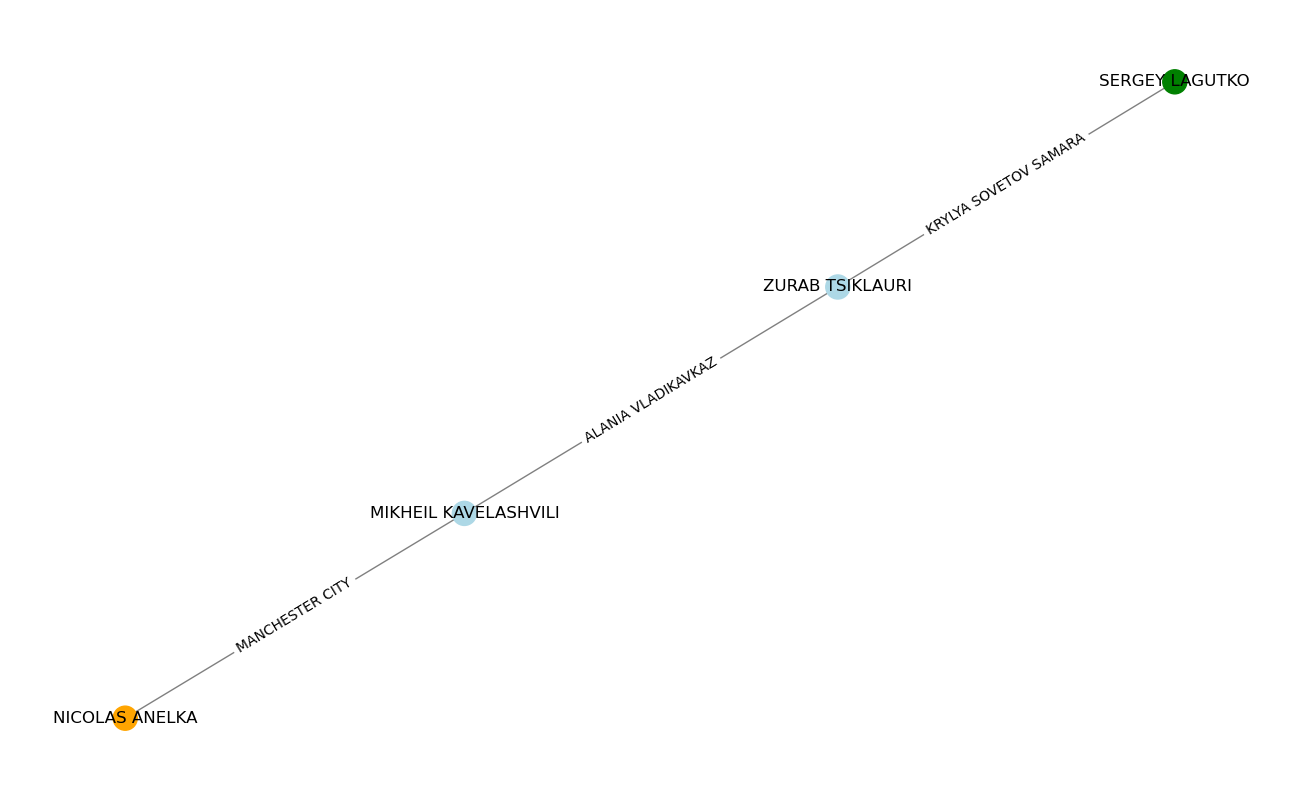 SERGEY LAGUTKO
KRYLYA SOVETOV SAMARA
ZURAB TSIKLAURI
ALANIA VLADIKAVKAZ
MIKHEIL KAVELASHVILI
MANCHESTER CITY
NICOLAS ANELKA